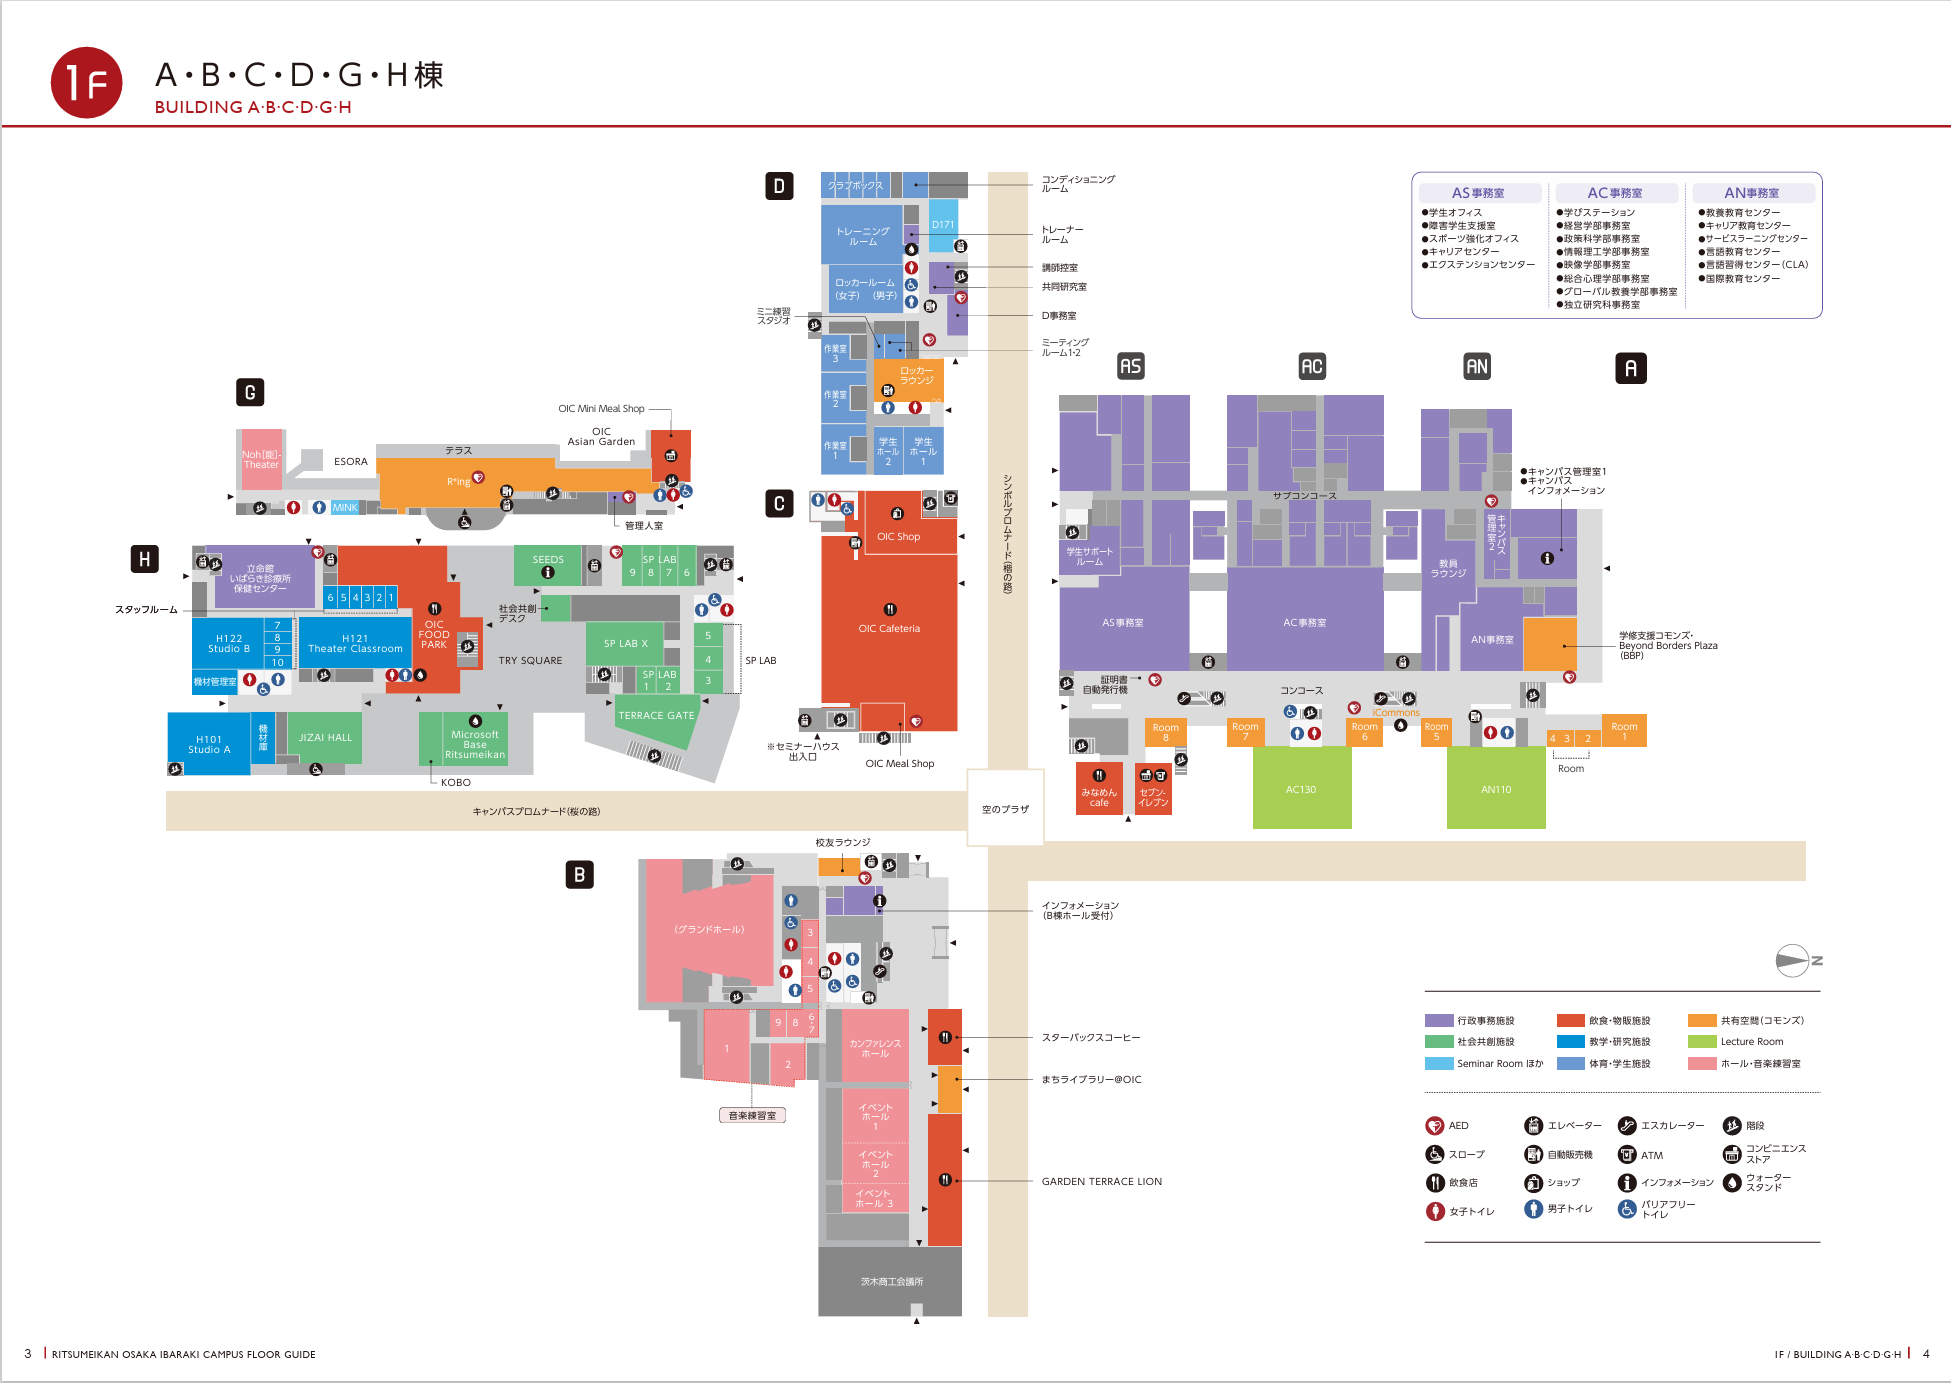 1F
A・B・C・D・G・H棟
BUILDING A·B·C·D·G·H
D
クラブボックス
コンディショニング
ルーム
トレーニング
ルーム
D171
トレーナー
ルーム
講師控室
共同研究室
ロッカールーム
(女子) (男子)
D事務室
ミニ練習
スタジオ
ミーティング
ルーム1・2
作業室
3
ロッカー
ラウンジ
作業室
2
作業室
1
学生
ホール
2
学生
ホール
1
AS事務室
●学生オフィス
●障害学生支援室
●スポーツ強化オフィス
●キャリアセンター
●エクステンションセンター
AC事務室
●学びステーション
●経営学部事務室
●政策科学部事務室
●情報理工学部事務室
●映像学部事務室
●総合心理学部事務室
●グローバル教養学部事務室
●独立研究科事務室
AN事務室
●教養教育センター
●キャリア教育センター
●サービスラーニングセンター
●言語教育センター
●言語習得センター(CLA)
●国際教育センター
G
OIC Mini Meal Shop
OIC
Asian Garden
テラス
Noh[能]-
Theater
ESORA
R*ing
MINK
管理人室
H
立命館
いばらき診療所
保健センター
スタッフルーム
6 5 4 3 2 1
H122
Studio B
7
8
9
10
H121
Theater Classroom
OIC
FOOD
PARK
機材管理室
H101
Studio A
機材庫
JIZAI HALL
SEEDS
SP LAB
9 8 7 6
社会共創
デスク
TRY SQUARE
SP LAB X
SP LAB
1 2
5
4
3
SP LAB
TERRACE GATE
Microsoft
Base
Ritsumeikan
KOBO
C
OIC Shop
OIC Cafeteria
※セミナーハウス
出入口
OIC Meal Shop
シンボルプロムナード(楷の路)
キャンパスプロムナード(桜の路)
空のプラザ
AS
AC
AN
A
●キャンパス管理室1
●キャンパス
インフォメーション
サブコンコース
学生サポート
ルーム
教員
ラウンジ
キャンパス
管理室2
AS事務室
AC事務室
AN事務室
学修支援コモンズ・
Beyond Borders Plaza
(BBP)
証明書
自動発行機
コンコース
iCommons
Room
8
Room
7
Room
6
Room
5
4 3 2
Room
1
Room
みなめん
cafe
セブン-
イレブン
AC130
AN110
B
校友ラウンジ
インフォメーション
(B棟ホール受付)
(グランドホール)
3
4
5
9 8 6・7
1
2
音楽練習室
カンファレンス
ホール
スターバックスコーヒー
まちライブラリー@OIC
イベント
ホール
1
イベント
ホール
2
イベント
ホール 3
GARDEN TERRACE LION
茨木商工会議所
N
行政事務施設
飲食・物販施設
共有空間(コモンズ)
社会共創施設
教学・研究施設
Lecture Room
Seminar Room ほか
体育・学生施設
ホール・音楽練習室
AED
エレベーター
エスカレーター
階段
スロープ
自動販売機
ATM
コンビニエンス
ストア
飲食店
ショップ
インフォメーション
ウォーター
スタンド
女子トイレ
男子トイレ
バリアフリー
トイレ
3 RITSUMEIKAN OSAKA IBARAKI CAMPUS FLOOR GUIDE
1F / BUILDING A·B·C·D·G·H 4